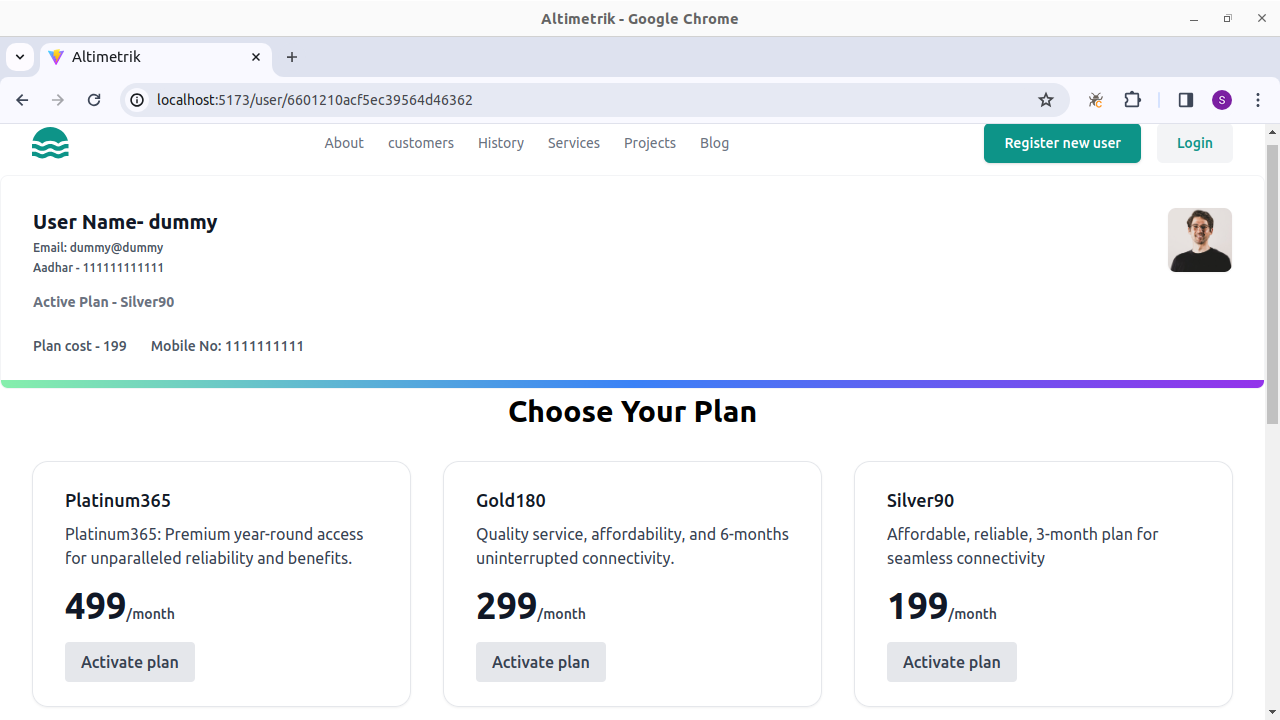 Altimetrik - Google Chrome
Altimetrik
localhost:5173/user/6601210acf5ec39564d46362
C
S
About customers History Services Projects Blog
Register new user Login
User Name- dummy
Email: dummy@dummy
Aadhar - 111111111111
Active Plan - Silver90
Plan cost - 199 Mobile No: 1111111111
Choose Your Plan
Platinum365
Platinum365: Premium year-round access
for unparalleled reliability and benefits.
499/month
Activate plan
Gold180
Quality service, affordability, and 6-months
uninterrupted connectivity.
299/month
Activate plan
Silver90
Affordable, reliable, 3-month plan for
seamless connectivity
199/month
Activate plan